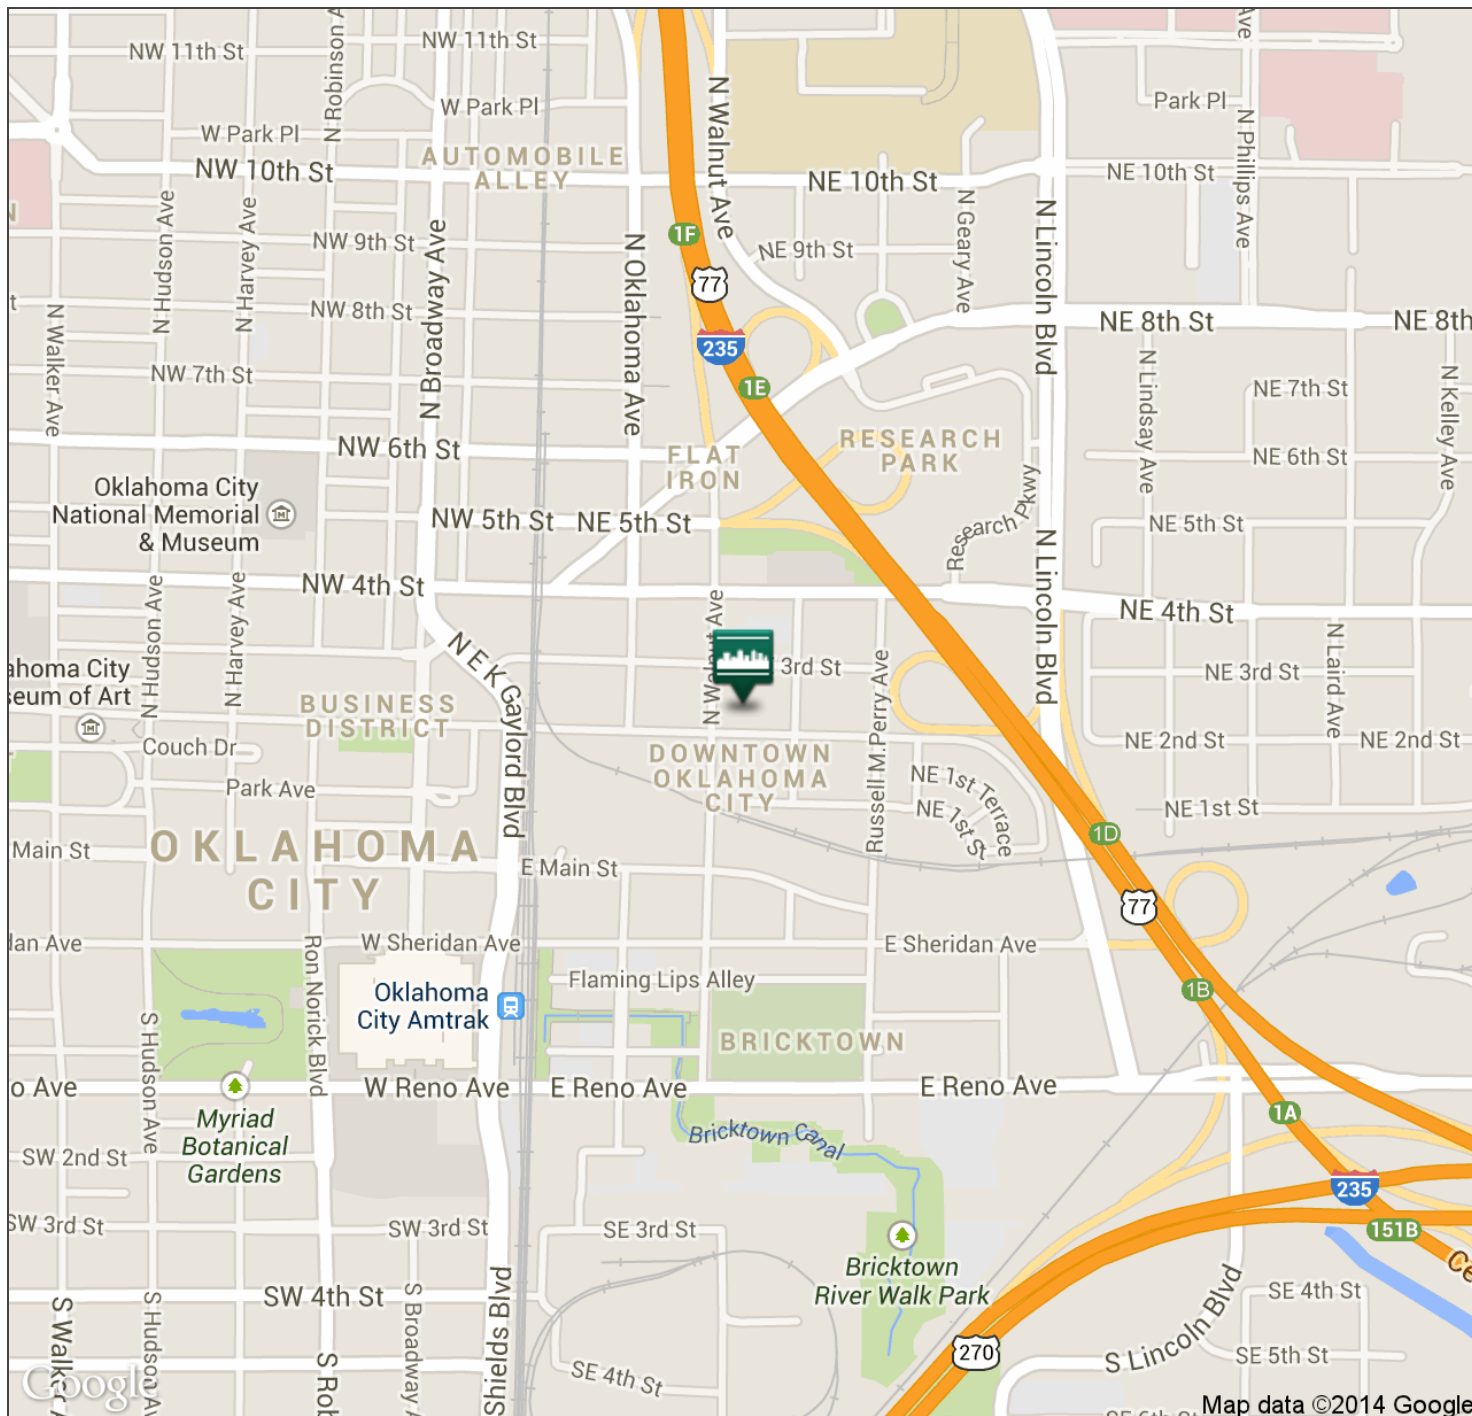 NW 11th St
NW 11th St
N Robinson A
Ave
W Park Pl
Park Pl
W Park Pl
N Walnut Ave
N Phillips Ave
AUTOMOBILE
ALLEY
NW 10th St
NE 10th St
NE 10th St
N Hudson Ave
N Harvey Ave
N Broadway Ave
N Oklahoma Ave
N Geary Ave
N Lincoln Blvd
1F
NW 9th St
NE 9th St
77
NW 8th St
NE 8th St
NE 8th
N Walker Ave
235
NW 7th St
1E
NE 7th St
N Lindsay Ave
N Kelley Ave
NW 6th St
FLAT
IRON
RESEARCH
PARK
NE 6th St
Oklahoma City
National Memorial
& Museum
NW 5th St
NE 5th St
Research Pkwy
NE 5th St
N Lincoln Blvd
NW 4th St
NE 4th St
N Hudson Ave
N Harvey Ave
N Walnut Ave
NE K Gaylord Blvd
3rd St
Russell M.Perry Ave
NE 3rd St
N Laird Ave
ahoma City
seum of Art
BUSINESS
DISTRICT
Couch Dr
DOWNTOWN
OKLAHOMA
CITY
NE 2nd St
NE 2nd St
Park Ave
NE 1st Terrace
NE 1st St
NE 1st St
1D
Main St
OKLAHOMA
CITY
E Main St
77
dan Ave
W Sheridan Ave
E Sheridan Ave
Ron Norick Blvd
Flaming Lips Alley
Oklahoma
City Amtrak
1B
S Hudson Ave
BRICKTOWN
o Ave
W Reno Ave
E Reno Ave
E Reno Ave
1A
Myriad
Botanical
Gardens
Bricktown Canal
SW 2nd St
235
SW 3rd St
SW 3rd St
SE 3rd St
151B
Ce
Bricktown
River Walk Park
SW 4th St
SE 4th St
S Walker A
S Hudson Av
S Rob
S Broadway A
Shields Blvd
270
S Lincoln Blvd
SE 5th St
SE 4th St
Google
Map data ©2014 Google